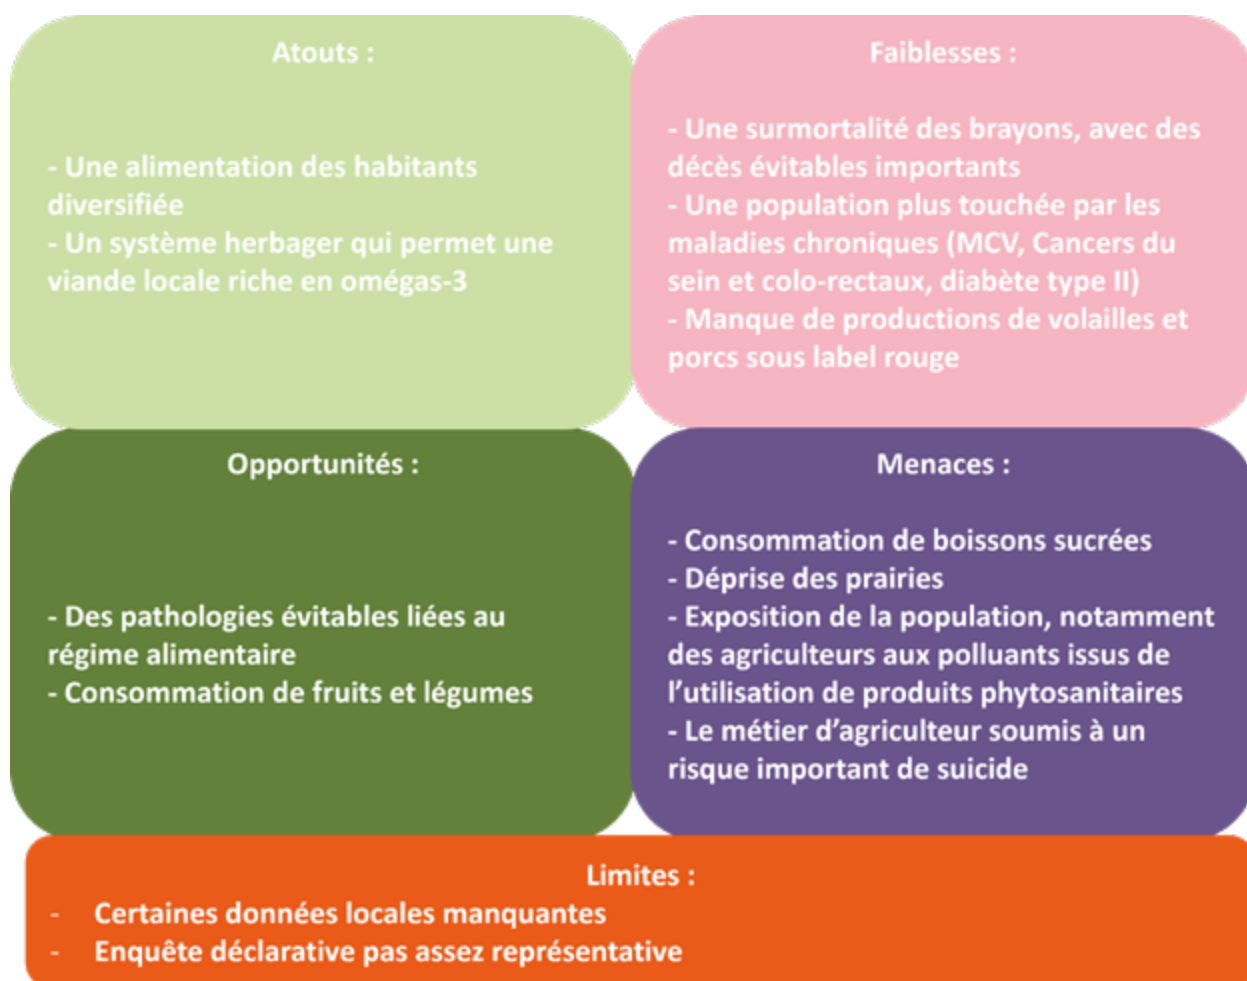 Atouts :
- Une alimentation des habitants
diversifiée
- Un système herbager qui permet une
viande locale riche en omégas-3
Faiblesses :
- Une surmortalité des brayons, avec des
décès évitables importants
- Une population plus touchée par les
maladies chroniques (MCV, Cancers du
sein et colo-rectaux, diabète type II)
- Manque de productions de volailles et
porcs sous label rouge
Opportunités :
- Des pathologies évitables liées au
régime alimentaire
- Consommation de fruits et légumes
Menaces :
- Consommation de boissons sucrées
- Déprise des prairies
- Exposition de la population, notamment
des agriculteurs aux polluants issus de
l’utilisation de produits phytosanitaires
- Le métier d’agriculteur soumis à un
risque important de suicide
Limites :
- Certaines données locales manquantes
- Enquête déclarative pas assez représentative